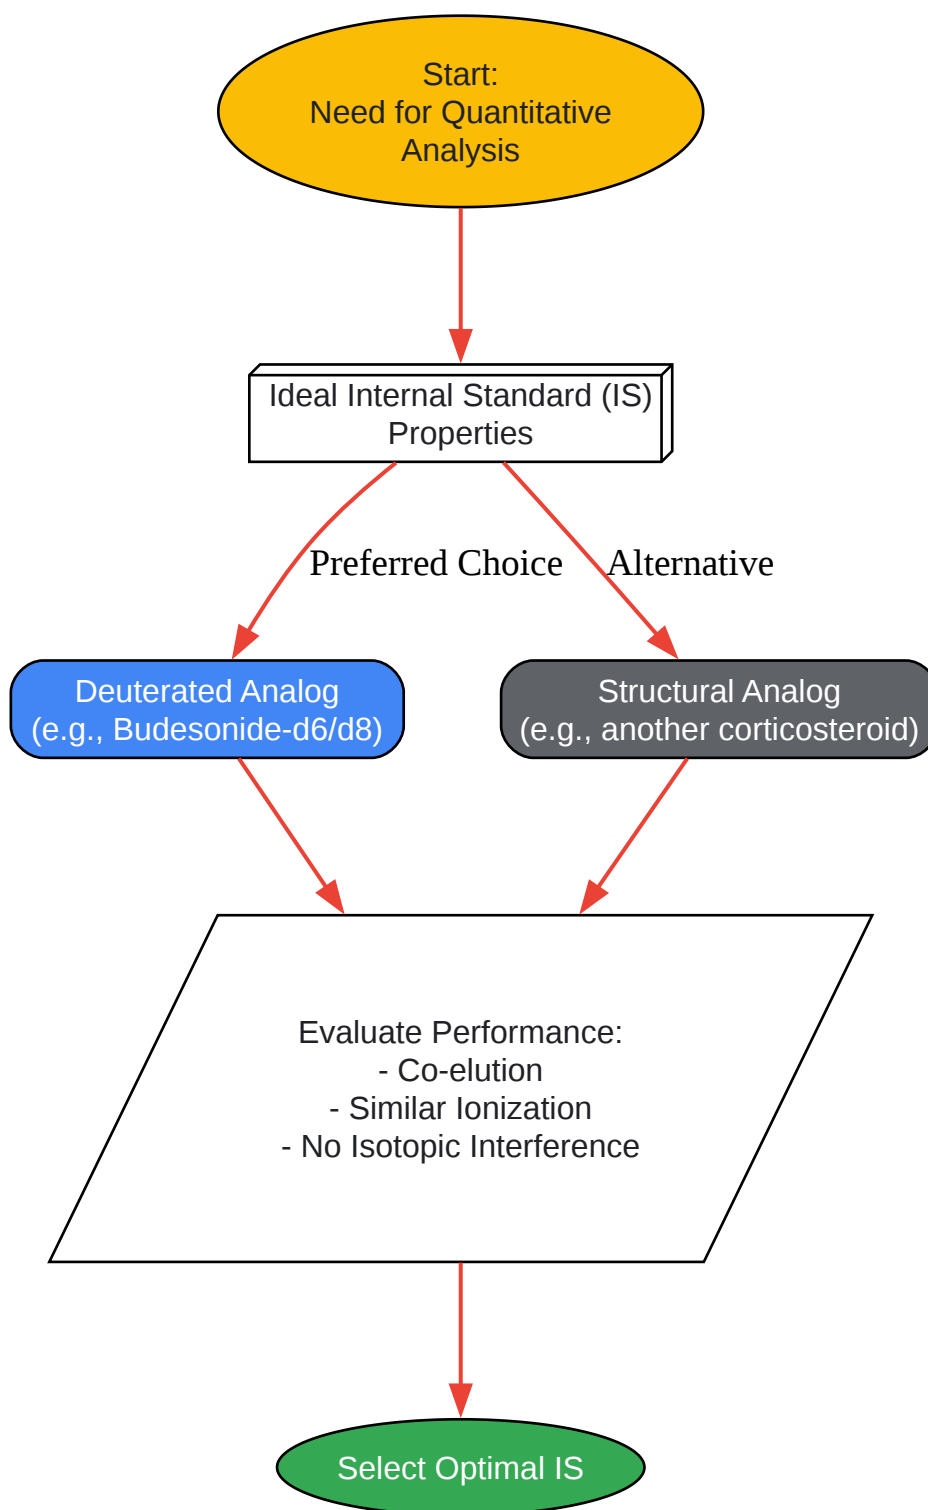 Start:
Need for Quantitative
Analysis
Ideal Internal Standard (IS)
Properties
Preferred Choice
Alternative
Deuterated Analog
(e.g., Budesonide-d6/d8)
Structural Analog
(e.g., another corticosteroid)
Evaluate Performance:
- Co-elution
- Similar Ionization
- No Isotopic Interference
Select Optimal IS